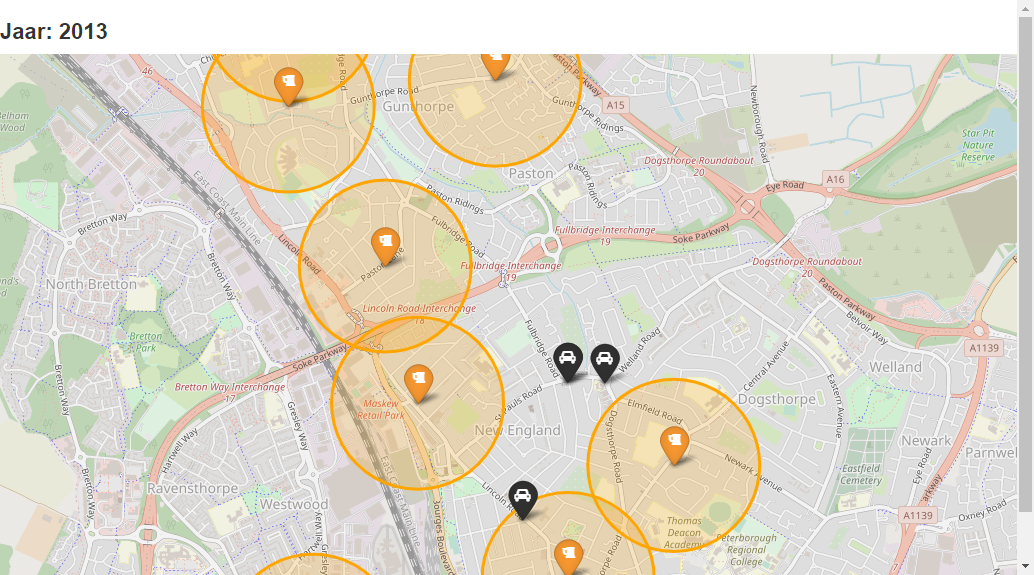 Jaar: 2013
46
Gunthorpe Road
Gunthorpe
A15
Gunthorpe Ridings
Newborough Road
Star Pit
Nature
Reserve
Wood
East Coast Main Line
Paston
Paston Ridings
Paston Ridings
Dogsthorpe Roundabout
20
Eye Road
A16
Bretton Way
Bretton Way
Lincoln Road
Fulbridge Road
Fulbridge Interchange
19
Fulbridge Interchange
19
Soke Parkway
Dogsthorpe Roundabout
20
Paston Parkway
Belvoir Way
North Bretton
Bretton
Park
Lincoln Road Interchange
18
Soke Parkway
Fulbridge Road
Welland Road
A1139
Welland
Bretton Way
Bretton Way Interchange
17
Maskew
Retail Park
St Pauls Road
New England
Elmfield Road
Dogsthorpe Road
Central Avenue
Dogsthorpe
Eastern Avenue
Newark
Parnwell
Gresley Way
Hartwell Way
Newark Avenue
Eastfield
Cemetery
Eye Road
Ravensthorpe
Westwood
Bretton Way
Lincoln Road
Bourges Boulevard
Thomas
Deacon
Academy
Peterborough
Regional
College
A1139
Oxney Road